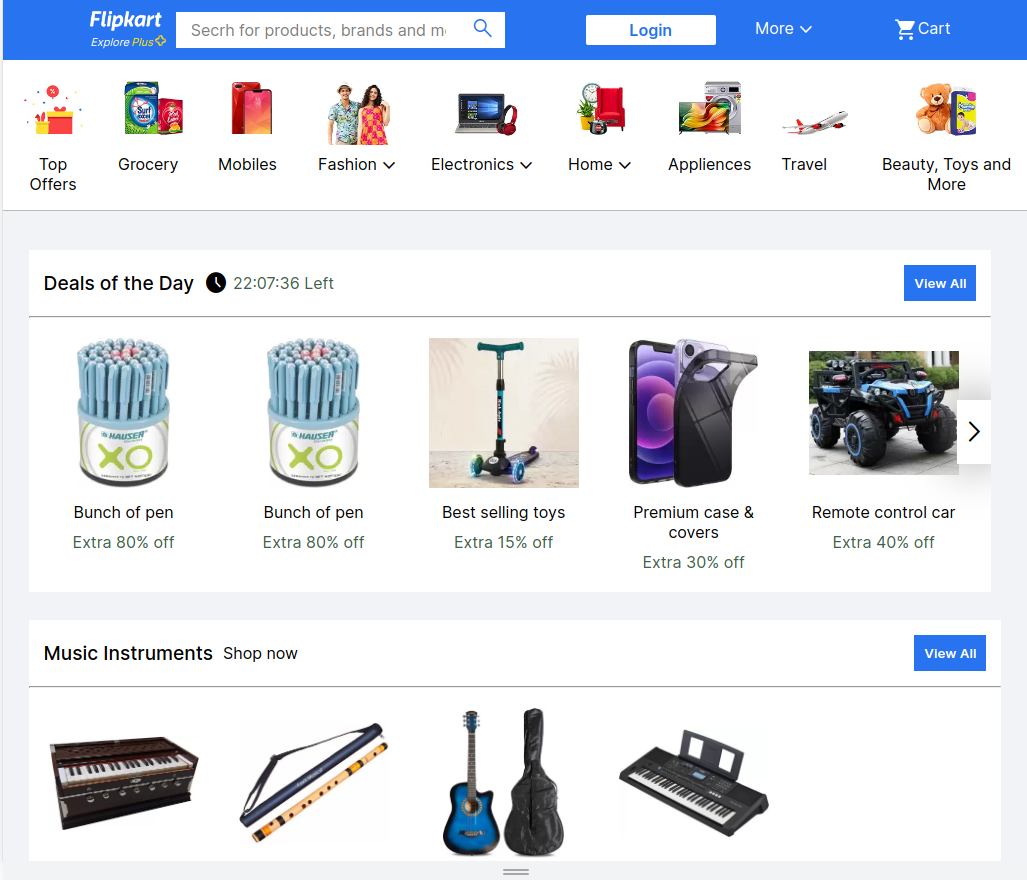 Flipkart
Explore Plus
Secrh for products, brands and m
Login
More
Cart
Top
Offers
Grocery
Mobiles
Fashion
Electronics
Home
Appliences
Travel
Beauty, Toys and
More
Deals of the Day
22:07:36 Left
View All
HAUSER
XO
HAUSER
XO
Bunch of pen
Extra 80% off
Bunch of pen
Extra 80% off
Best selling toys
Extra 15% off
Premium case &
covers
Extra 30% off
Remote control car
Extra 40% off
Music Instruments
Shop now
View All